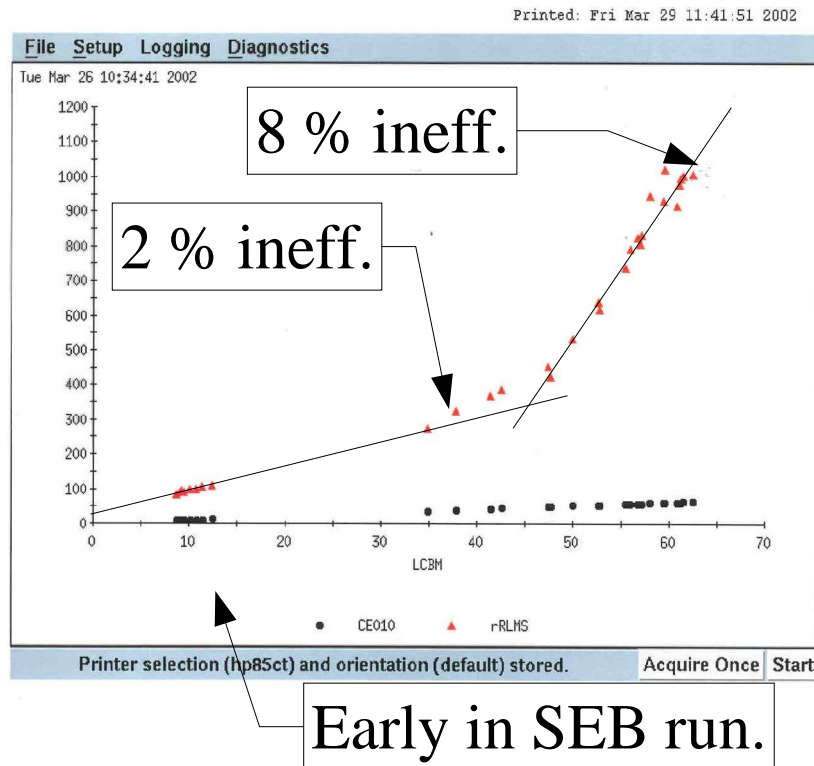 Printed: Fri Mar 29 11:41:51 2002
File Setup Logging Diagnostics
Tue Mar 26 10:34:41 2002
8 % ineff.
2 % ineff.
1200
1100
1000
900
800
700
600
500
400
300
200
100
0
0 10 20 30 40 50 60 70
LCBM
CE010 rRLMS
Printer selection (hp85ct) and orientation (default) stored. Acquire Once Start
Early in SEB run.